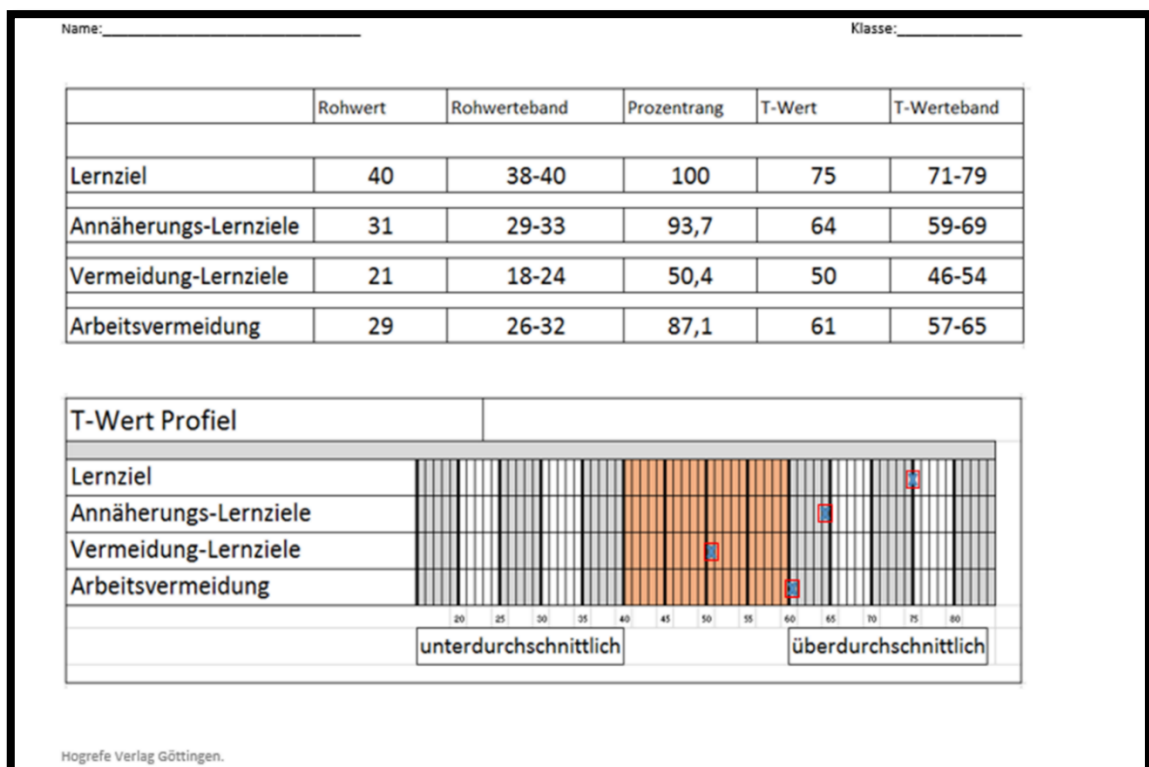 Name:_______________________________ Klasse:_______________
Rohwert Rohwerteband Prozentrang T-Wert T-Werteband
Lernziel 40 38-40 100 75 71-79
Annäherungs-Lernziele 31 29-33 93,7 64 59-69
Vermeidung-Lernziele 21 18-24 50,4 50 46-54
Arbeitsvermeidung 29 26-32 87,1 61 57-65
T-Wert Profiel
Lernziel
Annäherungs-Lernziele
Vermeidung-Lernziele
Arbeitsvermeidung
20 25 30 35 40 45 50 55 60 65 70 75 80
unterdurchschnittlich überdurchschnittlich
Hogrefe Verlag Göttingen.